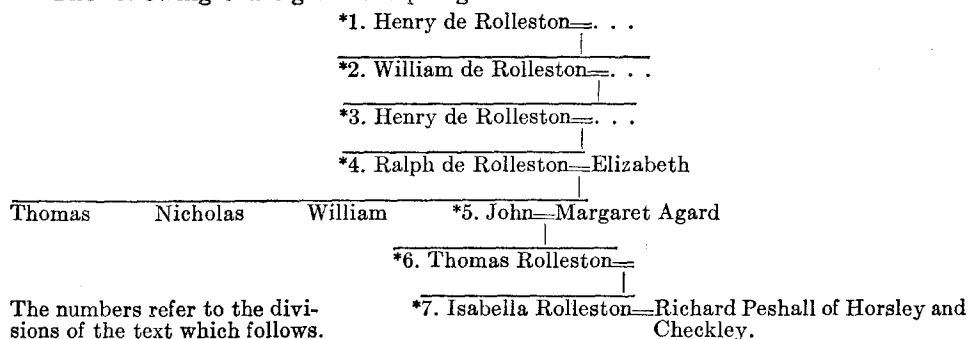 *1. Henry de Rolleston=. . .
*2. William de Rolleston=. . .
*3. Henry de Rolleston=. . .
*4. Ralph de Rolleston=Elizabeth
Thomas Nicholas William *5. John=Margaret Agard
*6. Thomas Rolleston=
*7. Isabella Rolleston=Richard Peshall of Horsley and
Checkley.
The numbers refer to the divi-
sions of the text which follows.